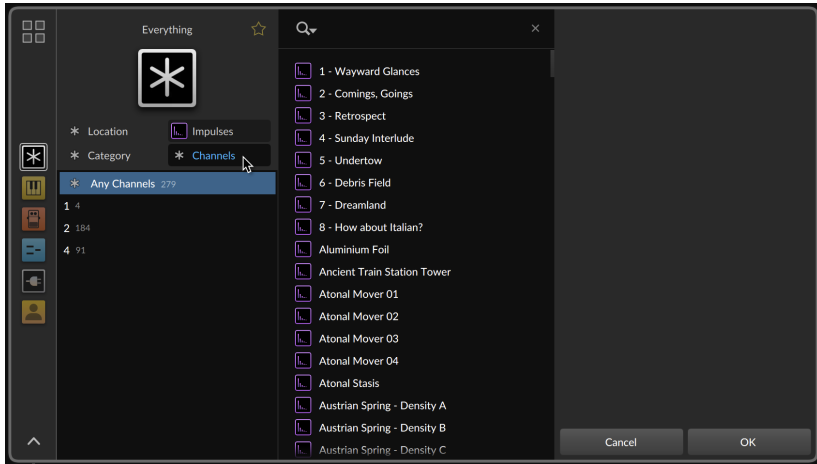 Everything
Location
Impulses
Category
Channels
Any Channels 279
1 4
2 184
4 91
1 - Wayward Glances
2 - Comings, Goings
3 - Retrospect
4 - Sunday Interlude
5 - Undertow
6 - Debris Field
7 - Dreamland
8 - How about Italian?
Aluminium Foil
Ancient Train Station Tower
Atonal Mover 01
Atonal Mover 02
Atonal Mover 03
Atonal Mover 04
Atonal Stasis
Austrian Spring - Density A
Austrian Spring - Density B
Austrian Spring - Density C
Cancel
OK